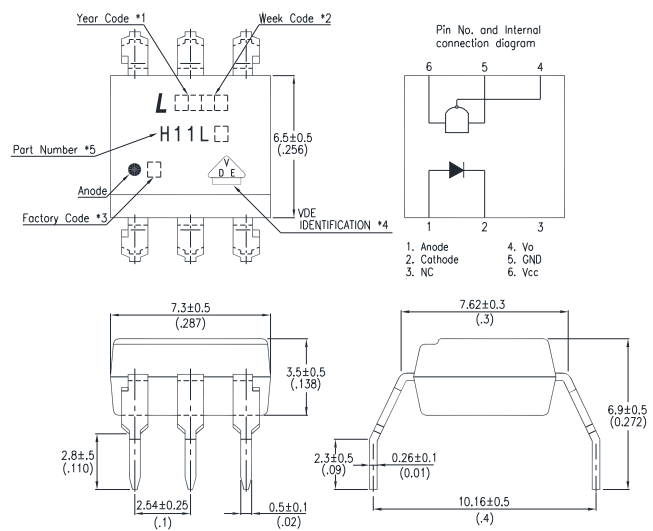 Year Code *1
Week Code *2
Pin No. and Internal
connection diagram
6
5
4
L
H11L
6.5±0.5
(.256)
Part Number *5
V
D E
Anode
Factory Code *3
VDE
IDENTIFICATION *4
1
2
3
1. Anode
2. Cathode
3. NC
4. Vo
5. GND
6. Vcc
7.3±0.5
(.287)
7.62±0.3
(.3)
3.5±0.5
(.138)
6.9±0.5
(0.272)
2.8±.5
(.110)
2.3±0.5
(.09)
0.26±0.1
(0.01)
2.54±0.25
(.1)
0.5±0.1
(.02)
10.16±0.5
(.4)